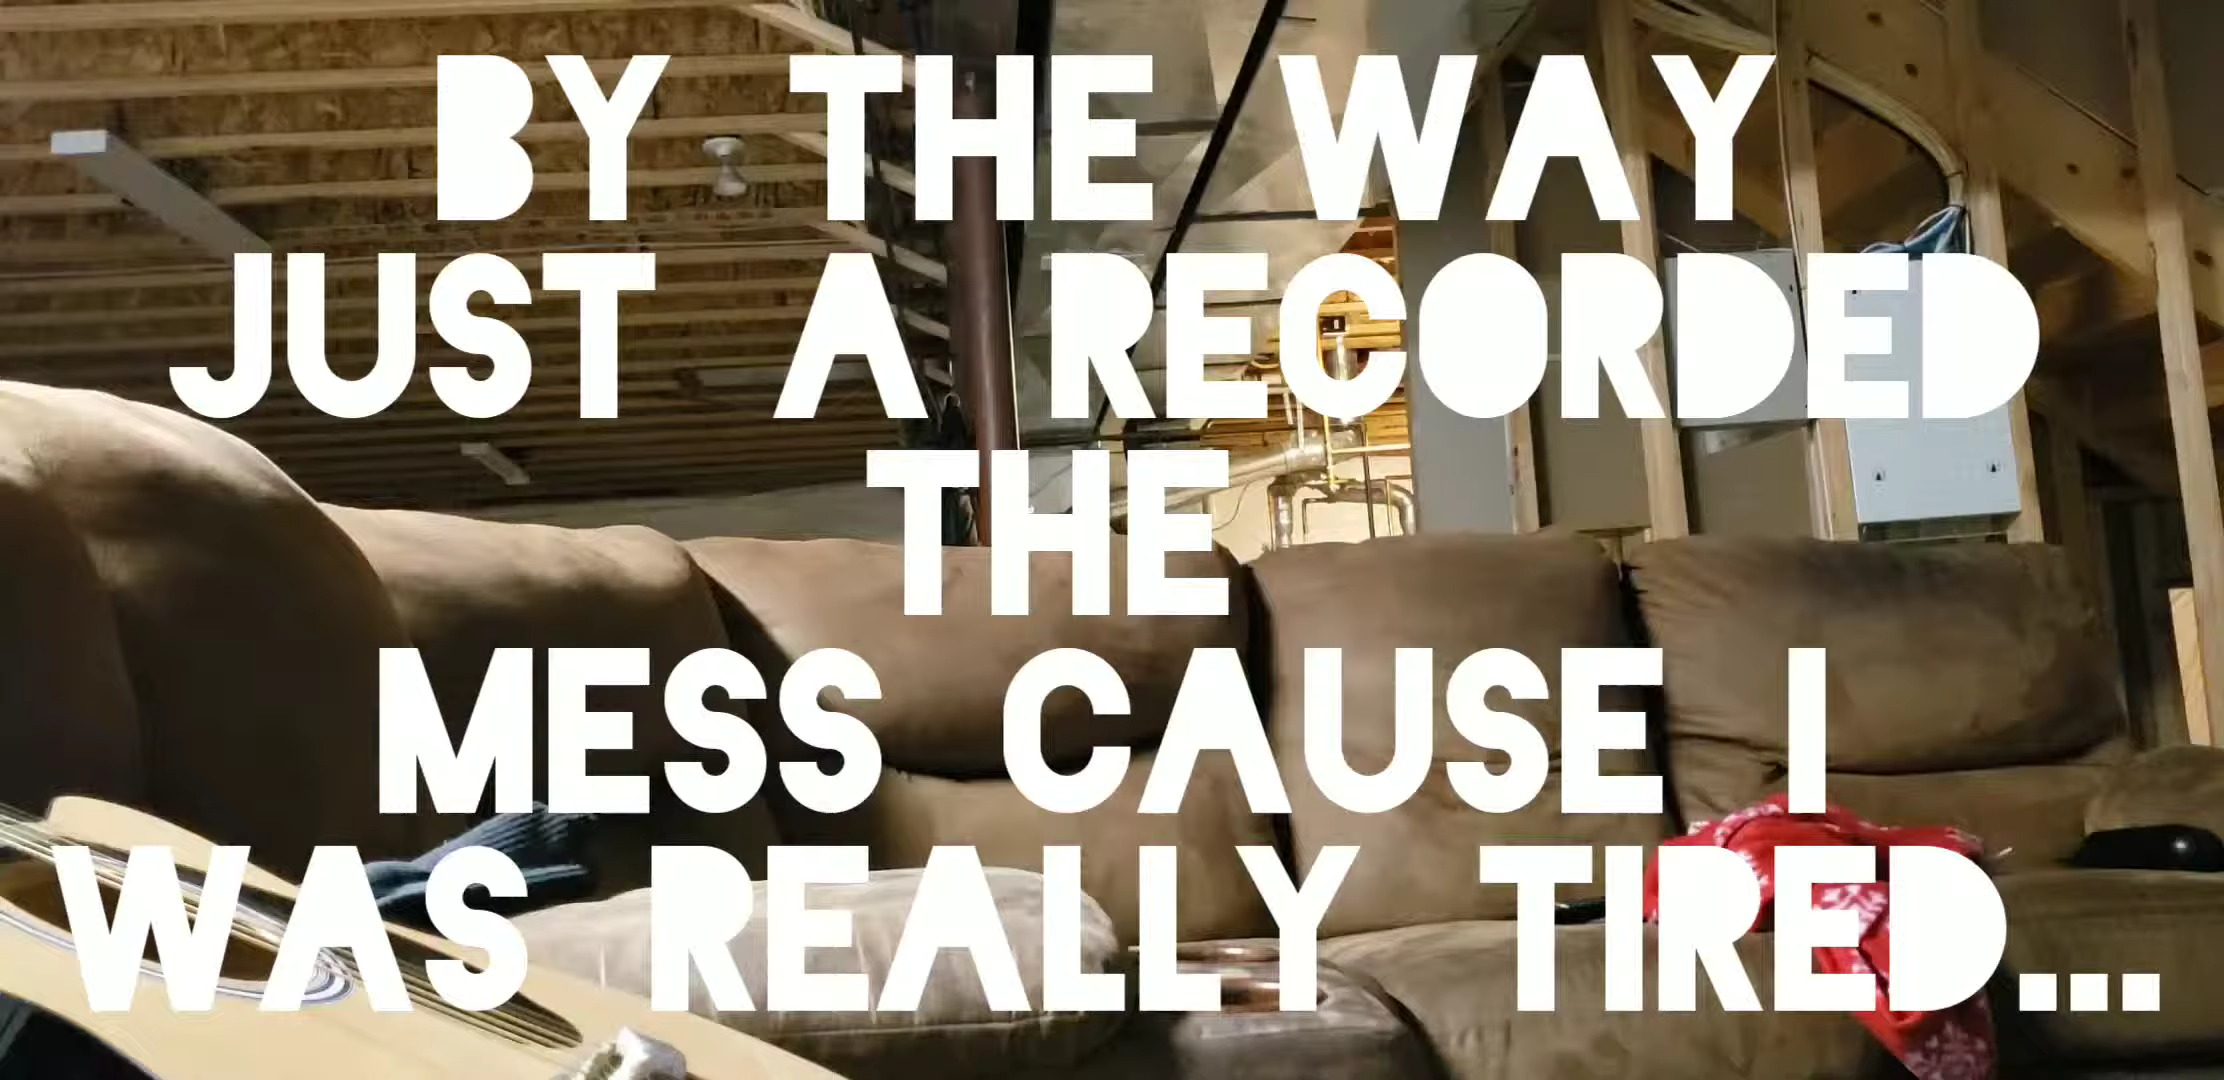 BY THE WAY
JUST A RECORDED
THE
MESS CAUSE I
WAS REALLY TIRED...